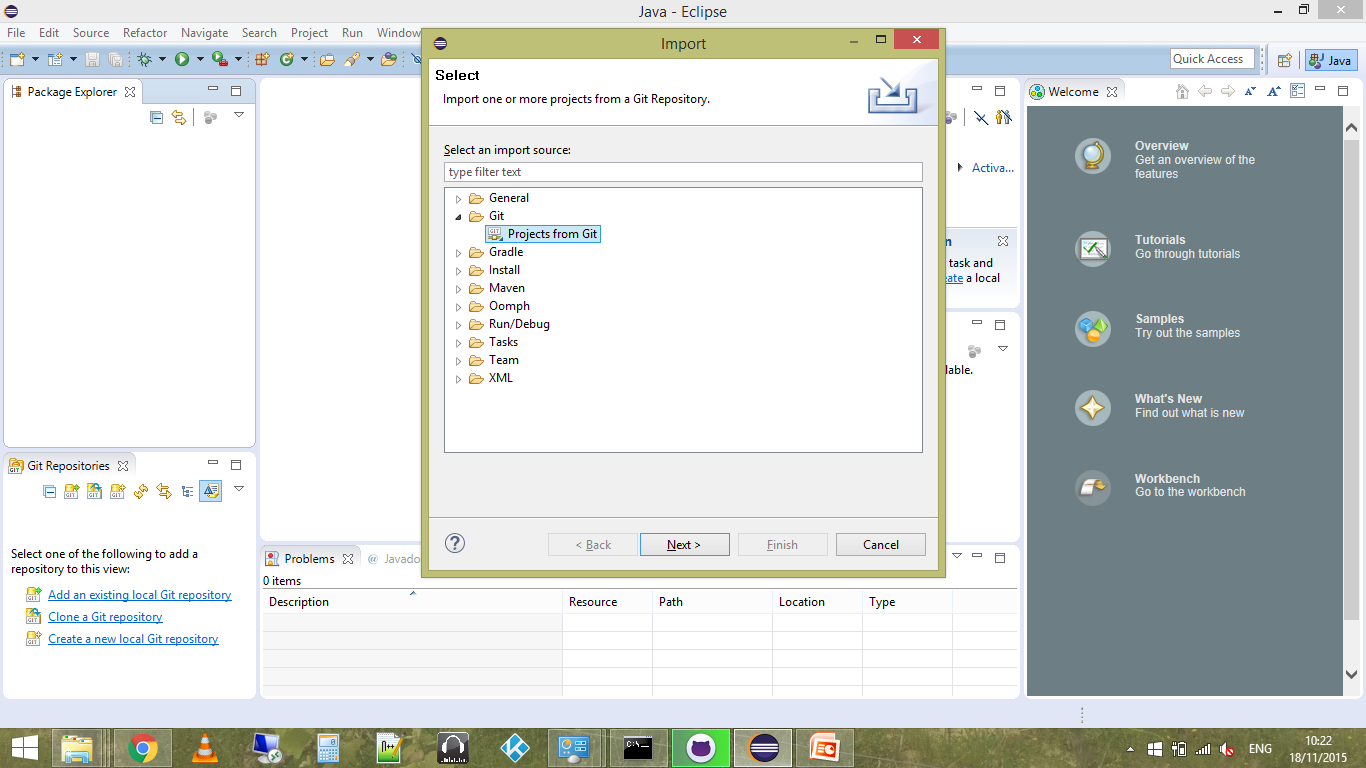 Java - Eclipse
File Edit Source Refactor Navigate Search Project Run Window
Quick Access
Java
Package Explorer
Import
Select
Import one or more projects from a Git Repository.
Select an import source:
type filter text
General
Git
Projects from Git
Gradle
Install
Maven
Oomph
Run/Debug
Tasks
Team
XML
< Back
Next >
Finish
Cancel
Activa...
task and
a local
Welcome
Overview
Get an overview of the
features
Tutorials
Go through tutorials
Samples
Try out the samples
What's New
Find out what is new
Workbench
Go to the workbench
Git Repositories
Select one of the following to add a
repository to this view:
Add an existing local Git repository
Clone a Git repository
Create a new local Git repository
Problems
@ Javado
0 items
Description Resource Path Location Type
ENG
10:22
18/11/2015